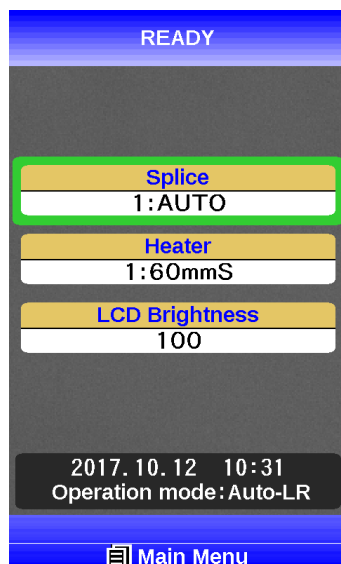 READY
Splice
1:AUTO
Heater
1:60mmS
LCD Brightness
100
2017.10.12 10:31
Operation mode:Auto-LR
Main Menu